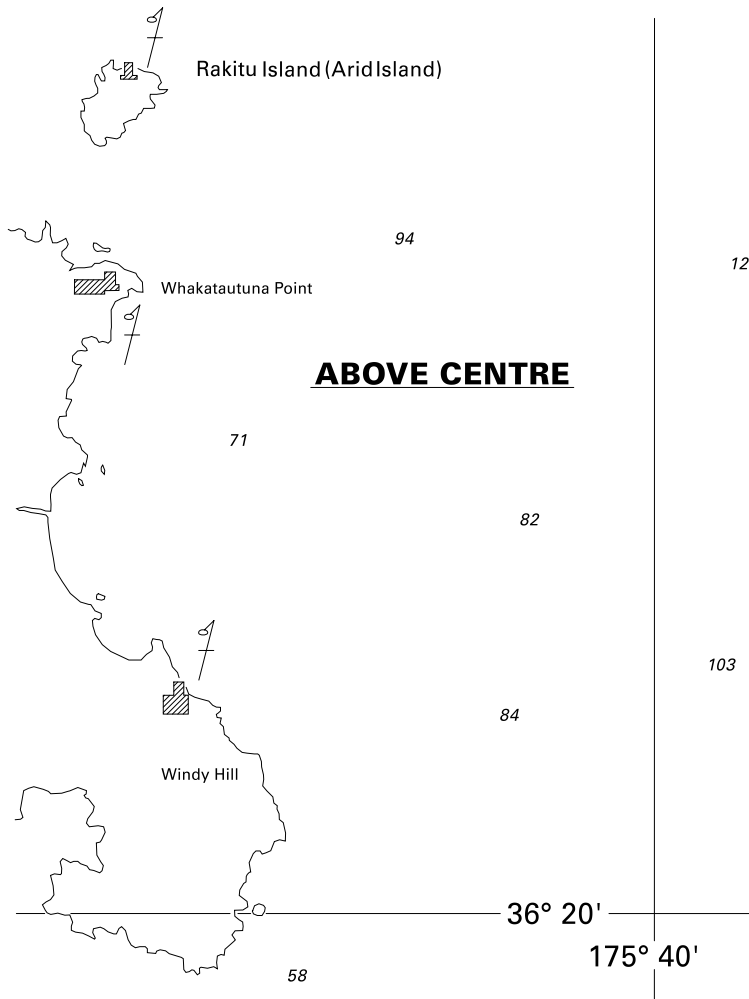 Rakitu Island (Arid Island)
94
12
Whakatautuna Point
ABOVE CENTRE
71
82
103
84
Windy Hill
36° 20'
175° 40'
58